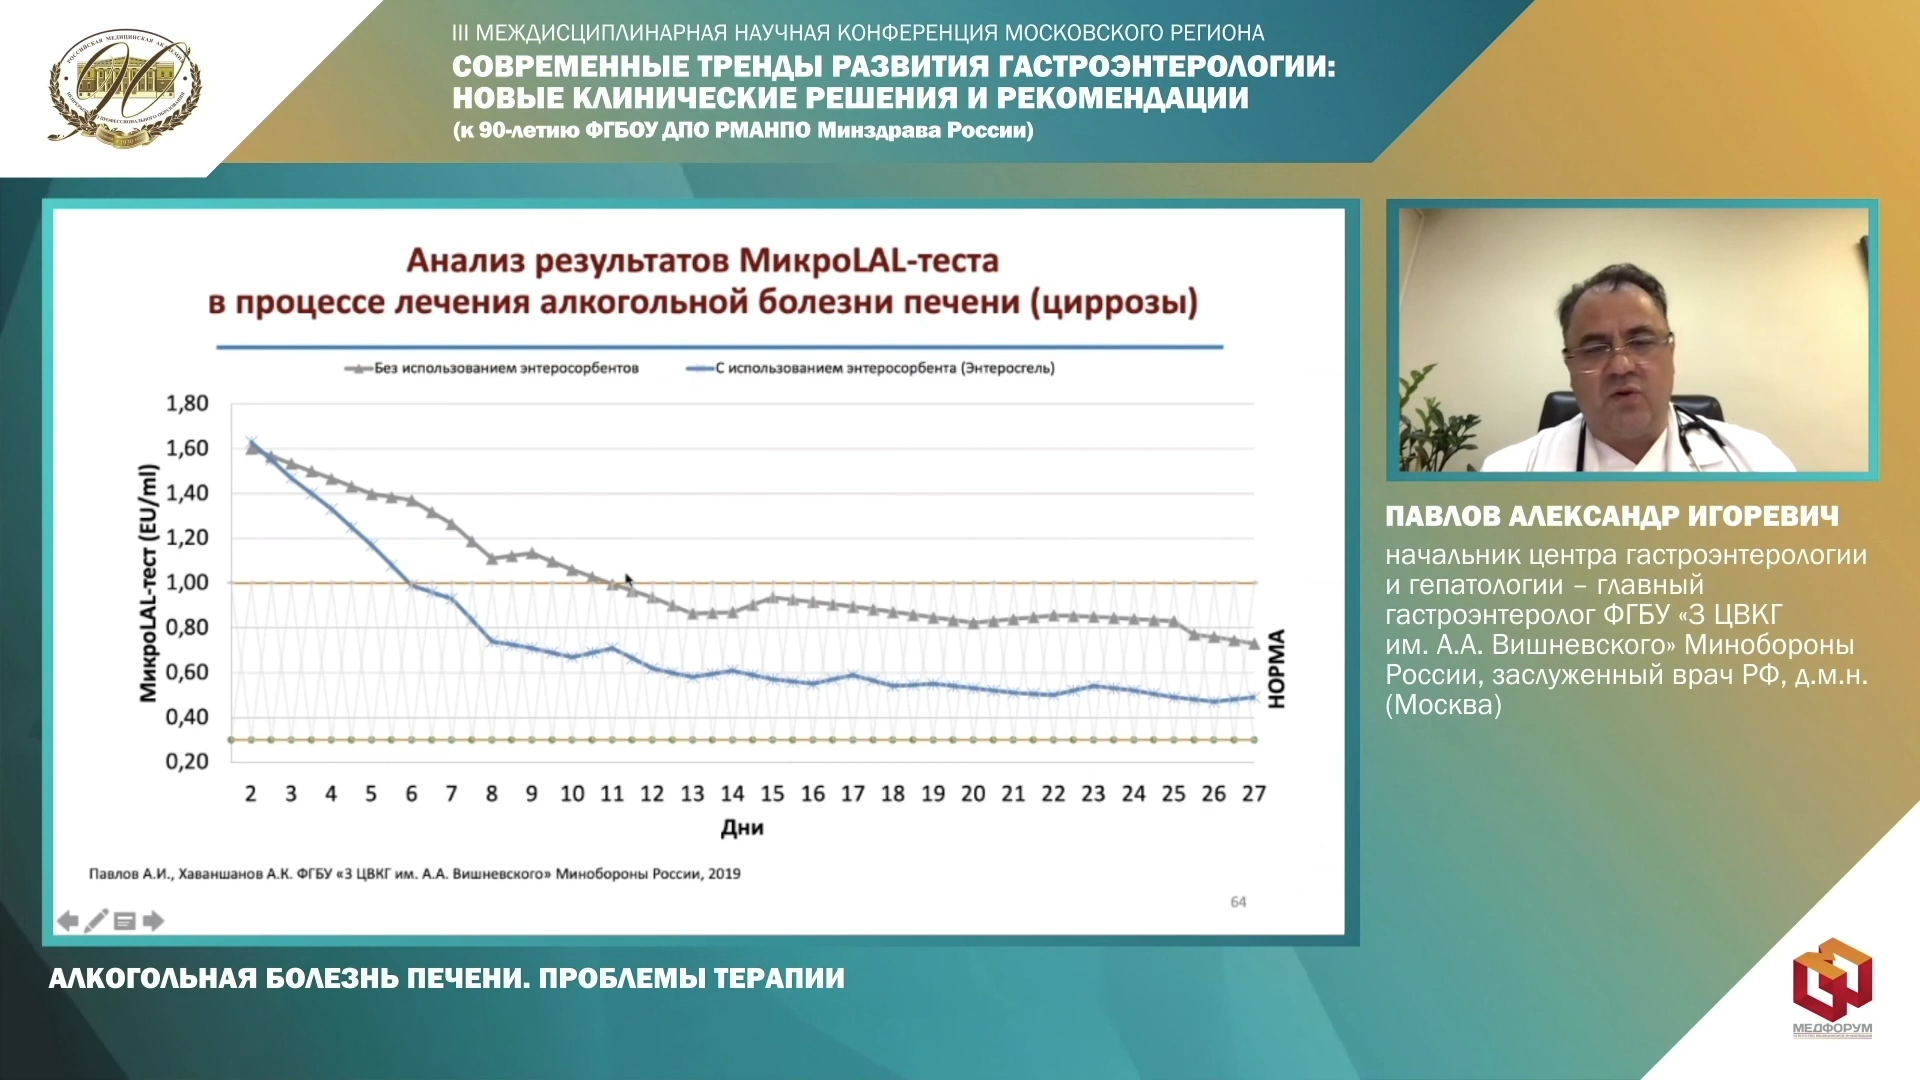 III МЕЖДИСЦИПЛИНАРНАЯ НАУЧНАЯ КОНФЕРЕНЦИЯ МОСКОВСКОГО РЕГИОНА
СОВРЕМЕННЫЕ ТРЕНДЫ РАЗВИТИЯ ГАСТРОЭНТЕРОЛОГИИ:
НОВЫЕ КЛИНИЧЕСКИЕ РЕШЕНИЯ И РЕКОМЕНДАЦИИ
(к 90-летию ФГБОУ ДПО РМАНПО Минздрава России)
Анализ результатов МикроLAL-теста
в процессе лечения алкогольной болезни печени (циррозы)
Без использованием энтеросорбентов
С использованием энтеросорбента (Энтеросгель)
МикроLAL-тест (EU/ml)
1,80
1,60
1,40
1,20
1,00
0,80
0,60
0,40
0,20
2 3 4 5 6 7 8 9 10 11 12 13 14 15 16 17 18 19 20 21 22 23 24 25 26 27
Дни
НОРМА
Павлов А.И., Хаваншанов А.К. ФГБУ «3 ЦВКГ им. А.А. Вишневского» Минобороны России, 2019
64
ПАВЛОВ АЛЕКСАНДР ИГОРЕВИЧ
начальник центра гастроэнтерологии
и гепатологии – главный
гастроэнтеролог ФГБУ «3 ЦВКГ
им. А.А. Вишневского» Минобороны
России, заслуженный врач РФ, д.м.н.
(Москва)
АЛКОГОЛЬНАЯ БОЛЕЗНЬ ПЕЧЕНИ. ПРОБЛЕМЫ ТЕРАПИИ
МЕДФОРУМ